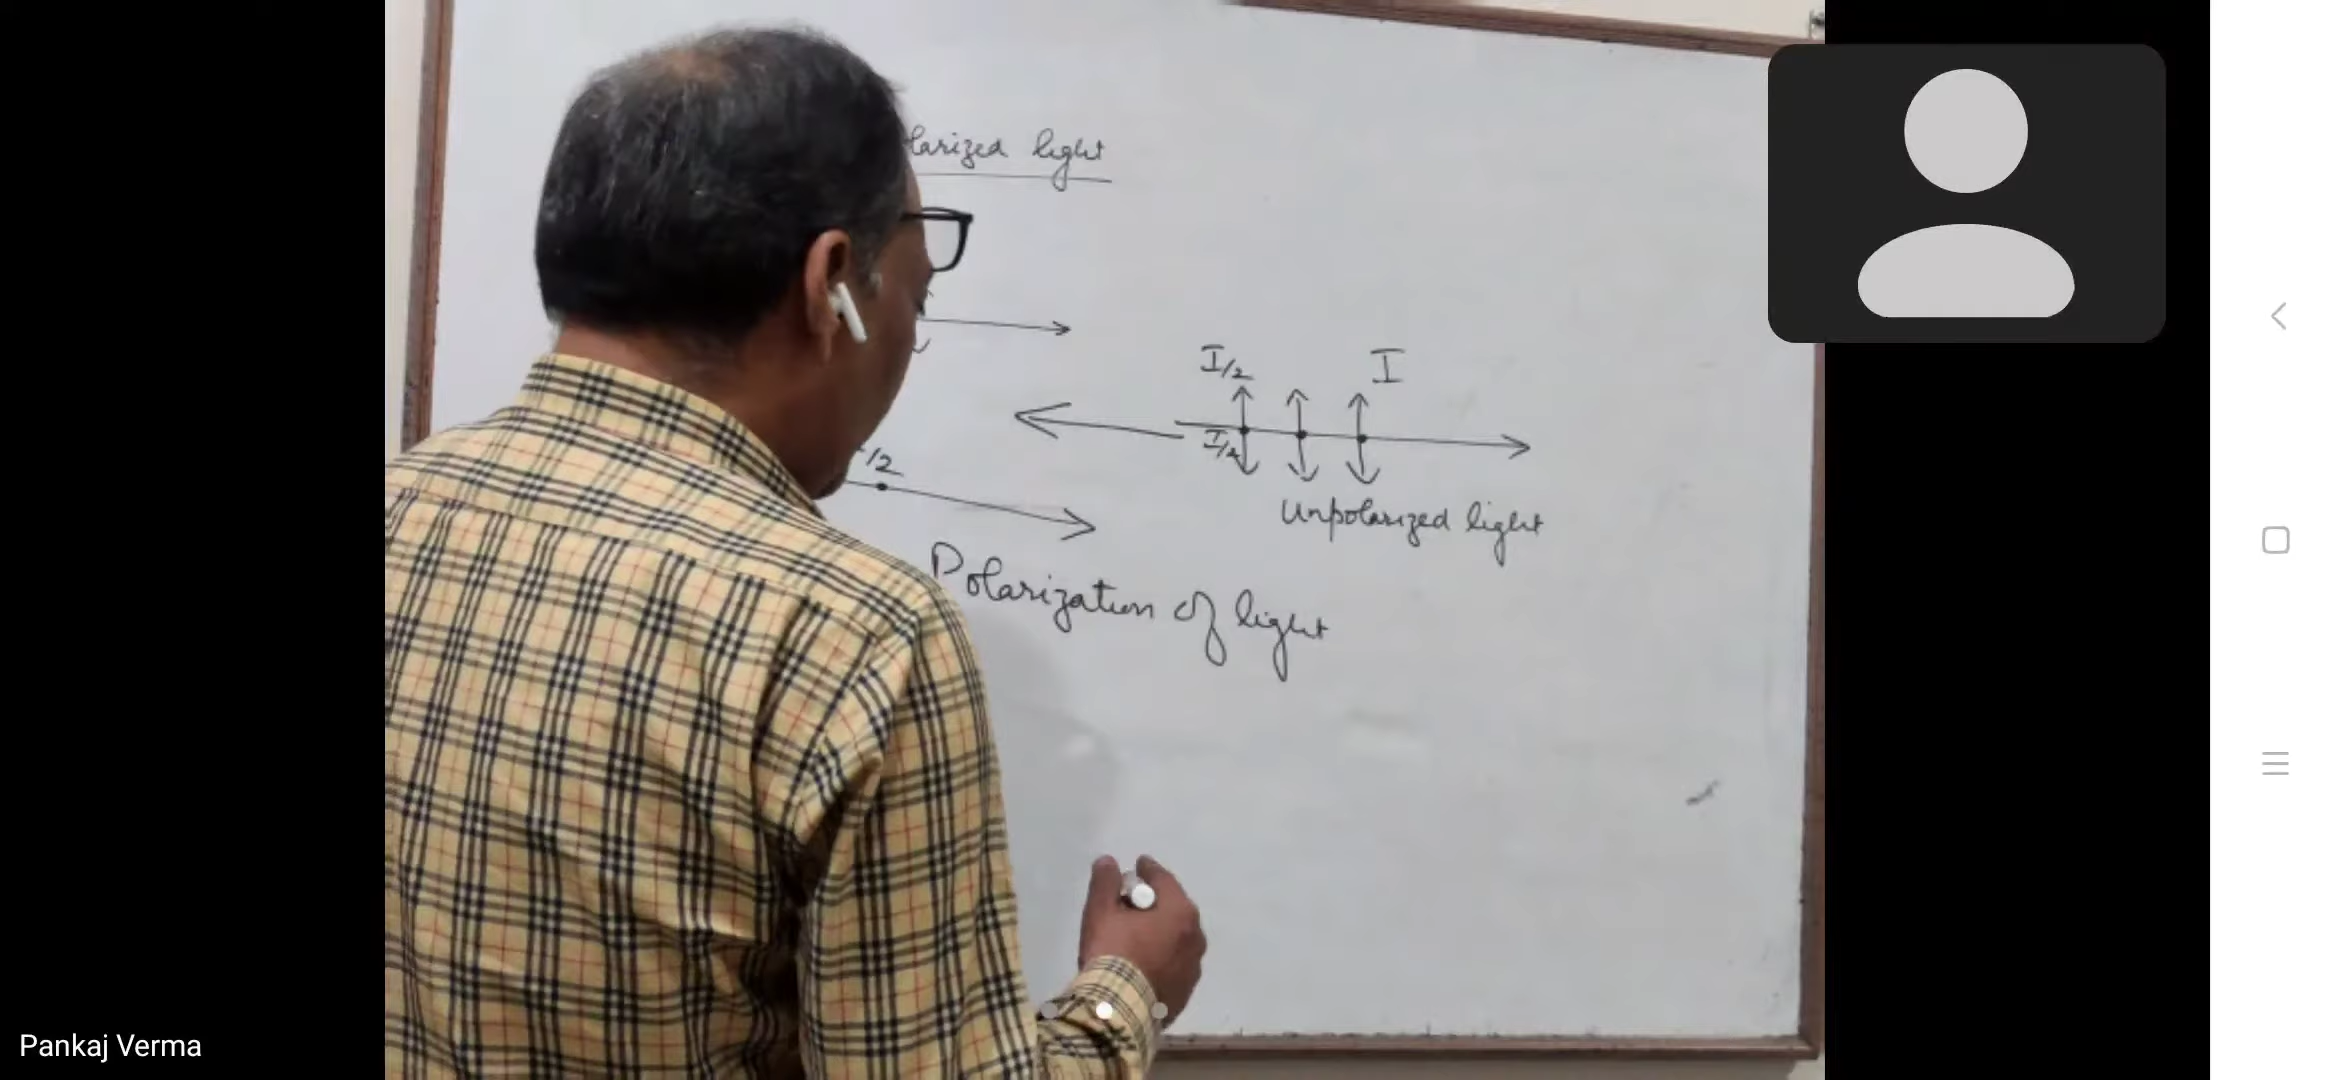 larized light
I/2 I
I/2
/2
Unpolarized light
Polarization of light
Pankaj Verma